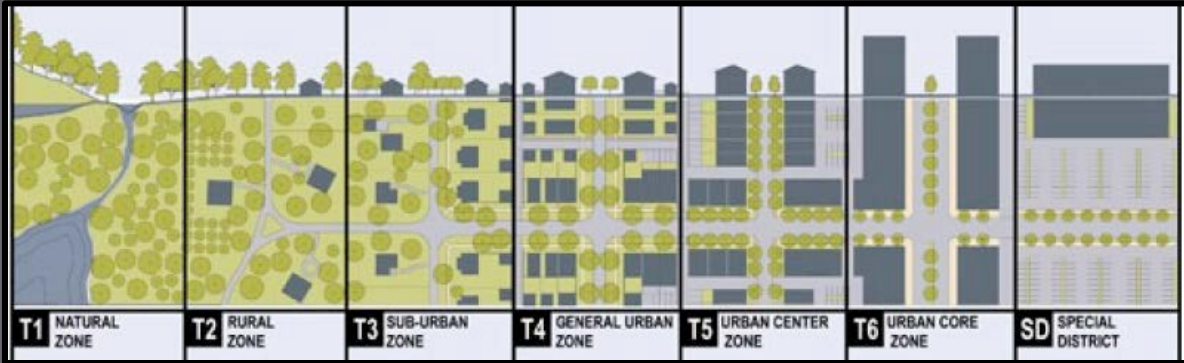 T1 NATURAL
ZONE
T2 RURAL
ZONE
T3 SUB-URBAN
ZONE
T4 GENERAL URBAN
ZONE
T5 URBAN CENTER
ZONE
T6 URBAN CORE
ZONE
SD SPECIAL
DISTRICT